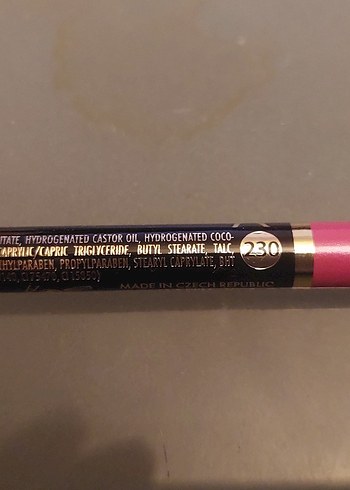 HYDROGENATED CASTOR OIL, HYDROGENATED COCO-
CAPRYLIC/CAPRIC TRIGLYCERIDE, BUTYL STEARATE, TALC,
PROPYLPARABEN, STEARYL CAPRYLATE, BHT
230
MADE IN CZECH REPUBLIC